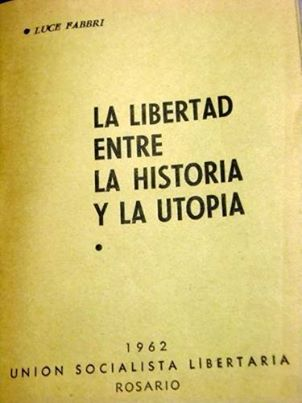 • LUCE FABBRI
LA LIBERTAD
ENTRE
LA HISTORIA
Y LA UTOPIA
•
1962
UNION SOCIALISTA LIBERTARIA
ROSARIO